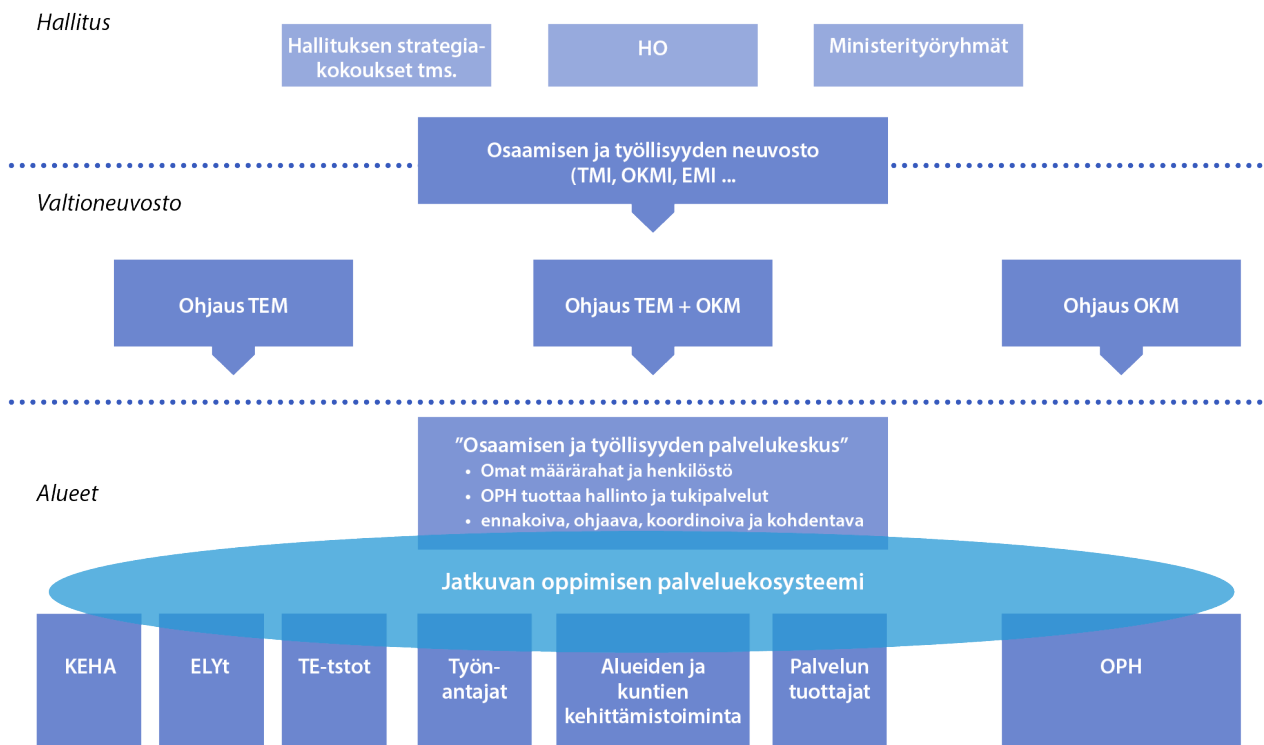 Hallitus
Hallituksen strategia-
kokoukset tms.
HO
Ministerityöryhmät
Osaamisen ja työllisyyden neuvosto
(TMI, OKMI, EMI ...
Valtioneuvosto
Ohjaus TEM
Ohjaus TEM + OKM
Ohjaus OKM
Alueet
”Osaamisen ja työllisyyden palvelukeskus”
• Omat määrärahat ja henkilöstö
• OPH tuottaa hallinto ja tukipalvelut
• ennakoiva, ohjaava, koordinoiva ja kohdentava
Jatkuvan oppimisen palveluekosysteemi
KEHA
ELYt
TE-tstot
Työn-
antajat
Alueiden ja
kuntien
kehittämistoiminta
Palvelun
tuottajat
OPH